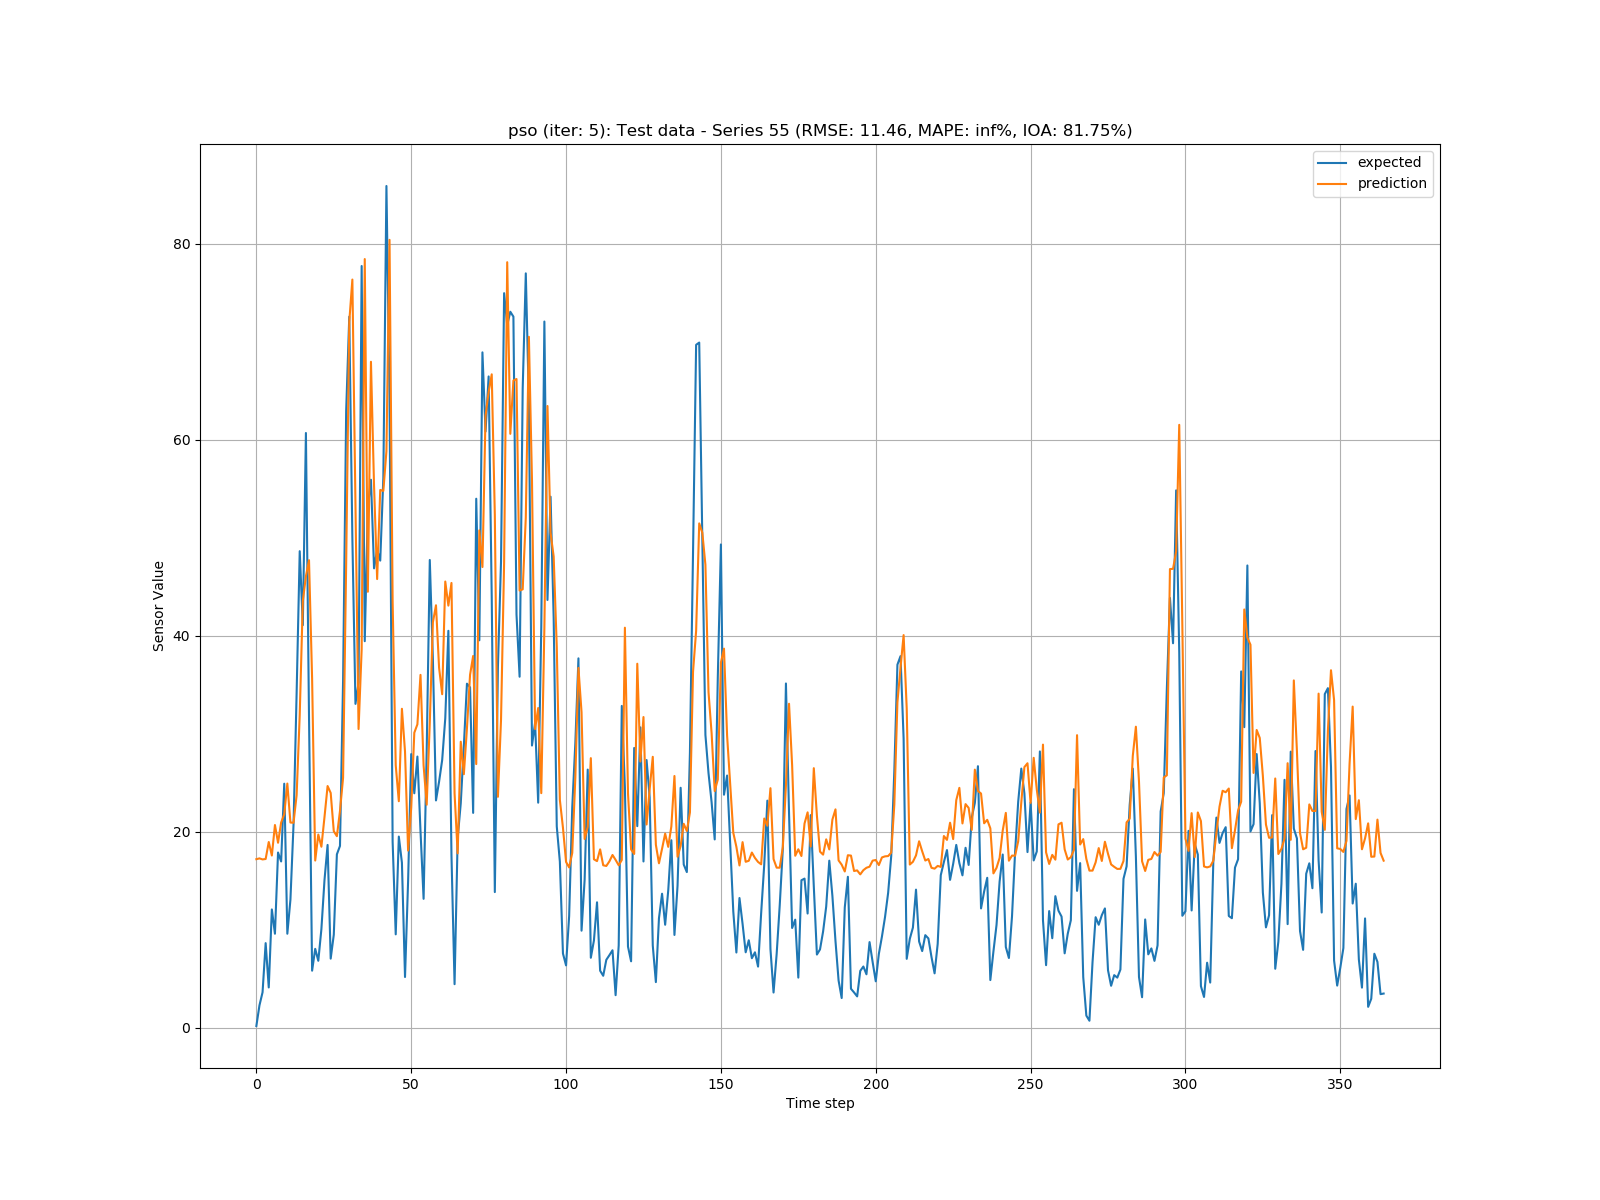 pso (iter: 5): Test data - Series 55 (RMSE: 11.46, MAPE: inf%, IOA: 81.75%)
expected
prediction
80
60
40
20
0
Sensor Value
0 50 100 150 200 250 300 350
Time step